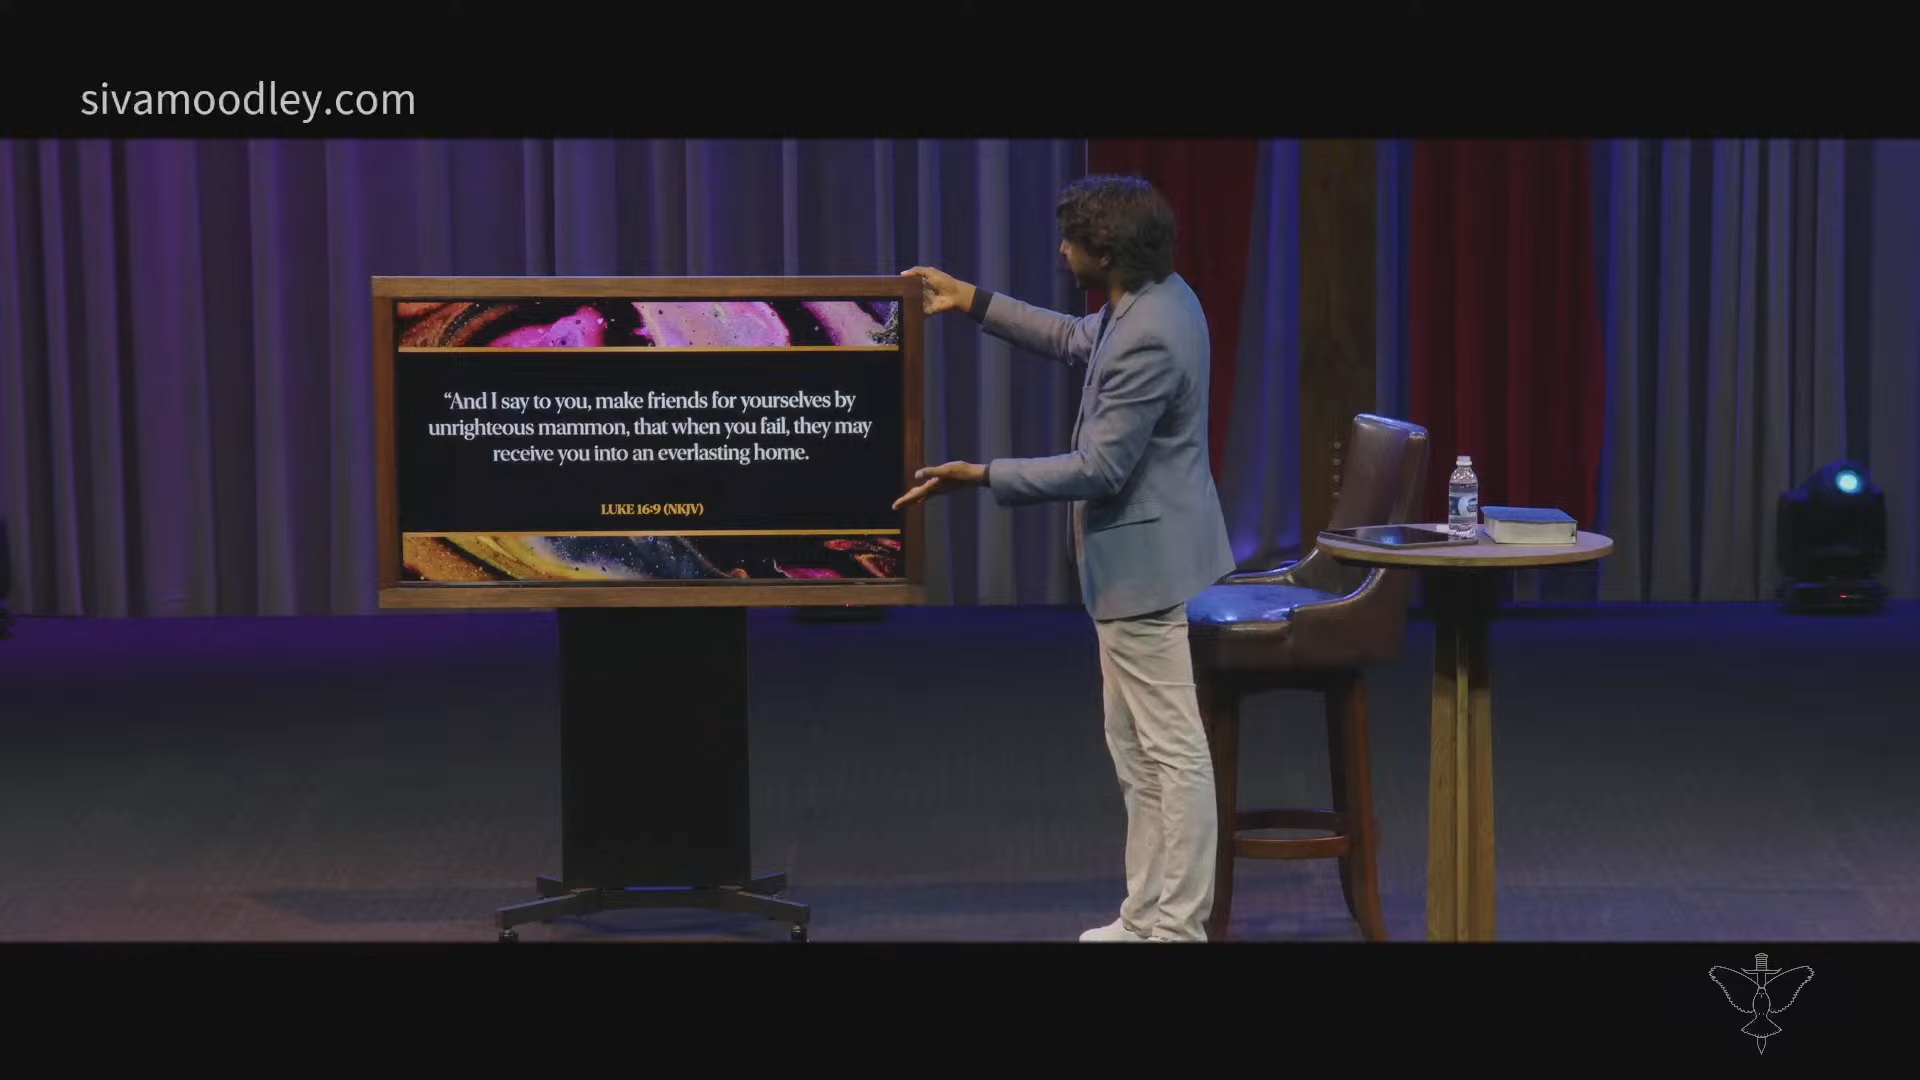 sivamoodley.com
“And I say to you, make friends for yourselves by
unrighteous mammon, that when you fail, they may
receive you into an everlasting home.
LUKE 16:9 (NKJV)